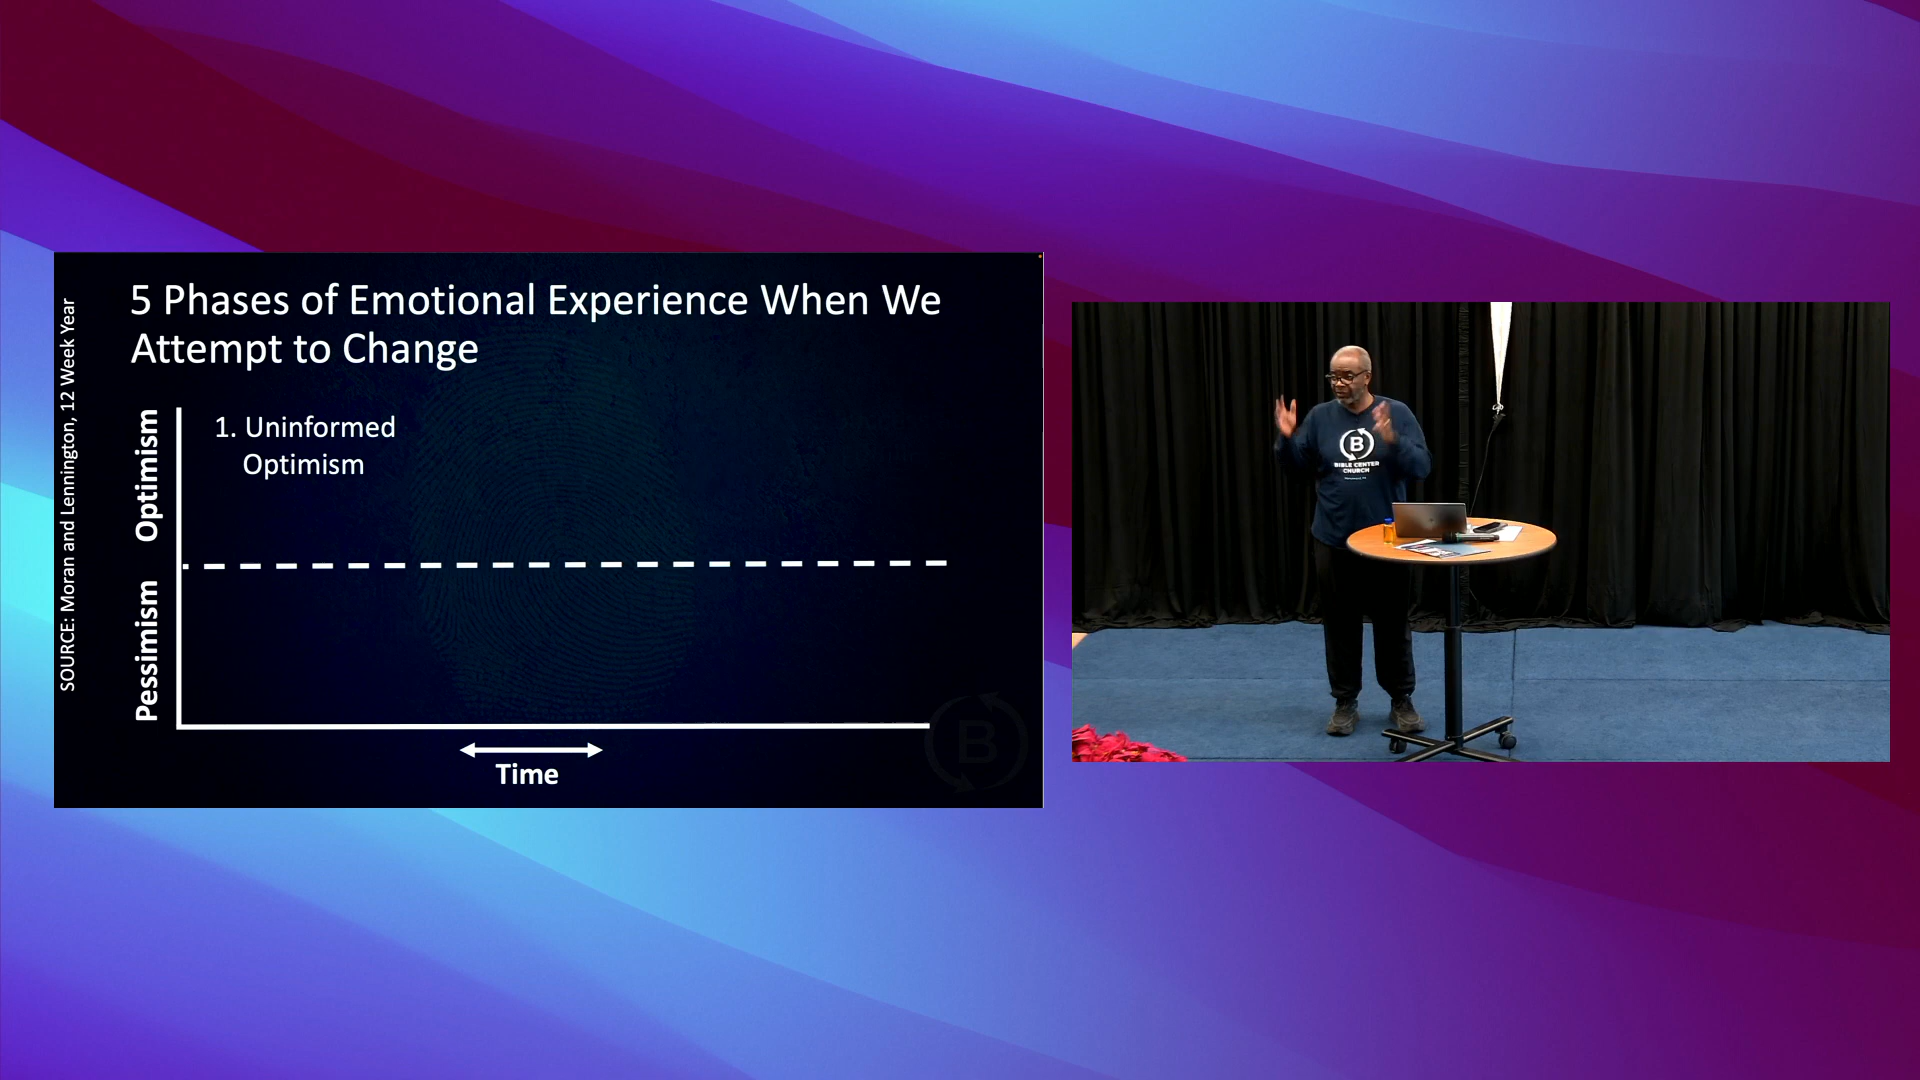 5 Phases of Emotional Experience When We
Attempt to Change
SOURCE: Moran and Lennington, 12 Week Year
Optimism
1. Uninformed
Optimism
Pessimism
Time
B
B
BIBLE CENTER
CHURCH